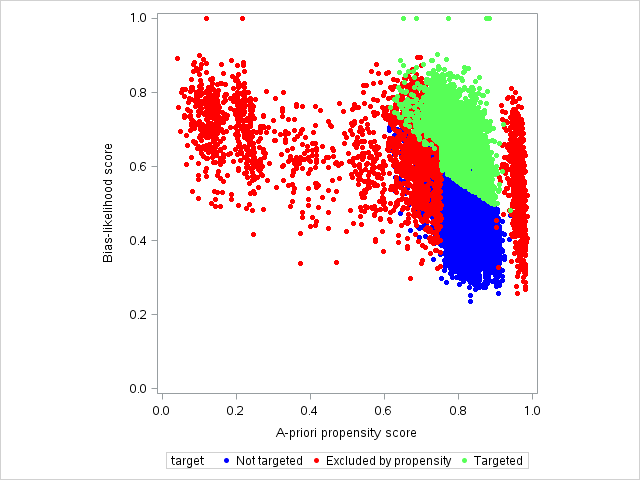 1.0
0.8
0.6
0.4
0.2
0.0
Bias-likelihood score
0.0 0.2 0.4 0.6 0.8 1.0
A-priori propensity score
target Not targeted Excluded by propensity Targeted